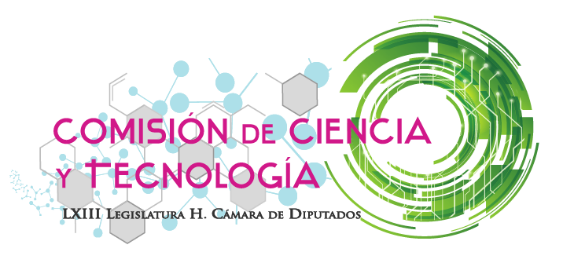 COMISIÓN DE CIENCIA
Y TECNOLOGÍA
LXIII LEGISLATURA H. CÁMARA DE DIPUTADOS